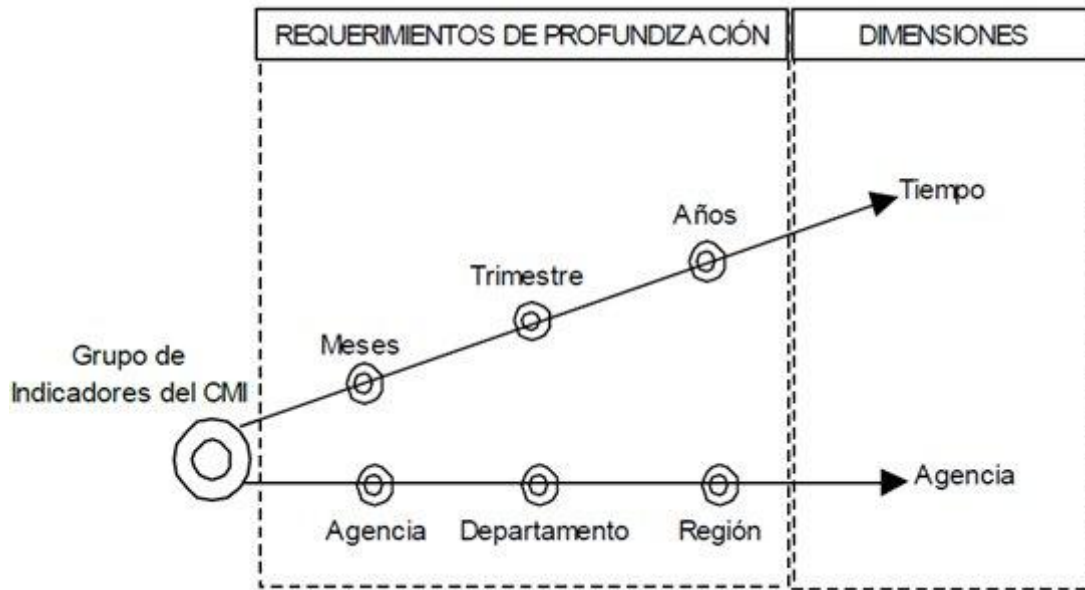 REQUERIMIENTOS DE PROFUNDIZACIÓN
DIMENSIONES
Tiempo
Años
Trimestre
Meses
Grupo de
Indicadores del CMI
Agencia
Agencia
Departamento
Región